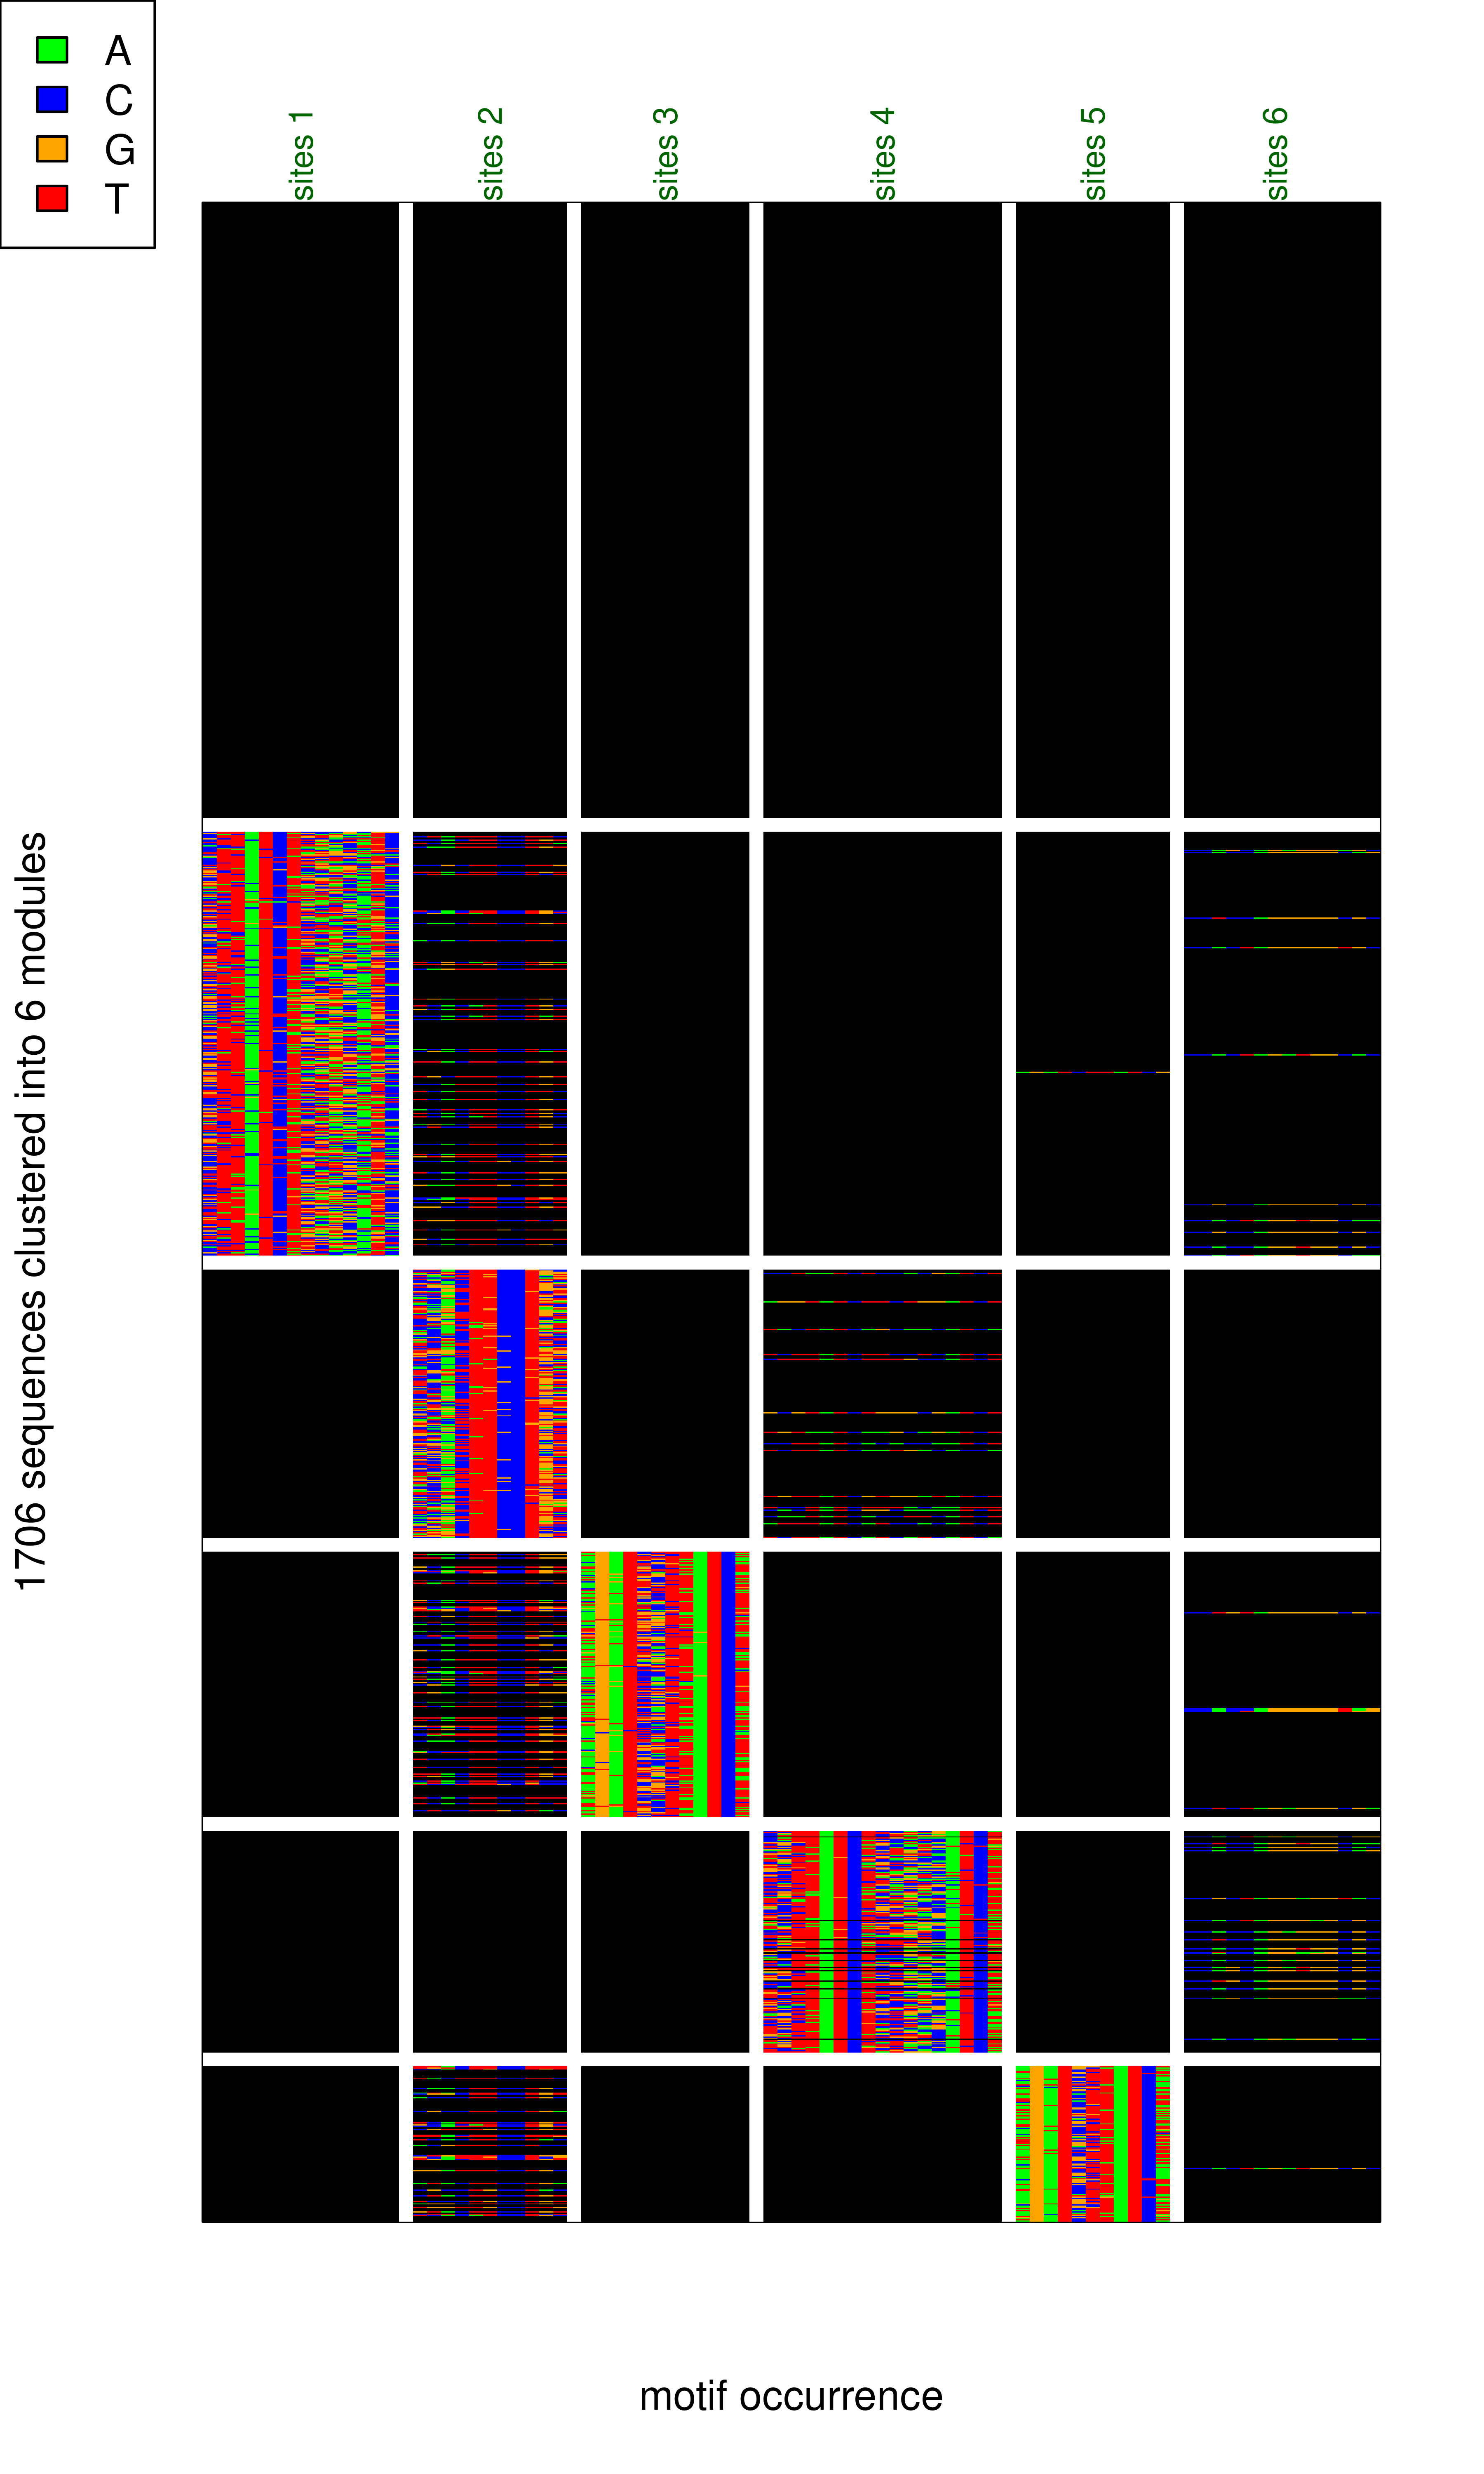 A
C
G
T
sites 1
sites 2
sites 3
sites 4
sites 5
sites 6
1706 sequences clustered into 6 modules
motif occurrence